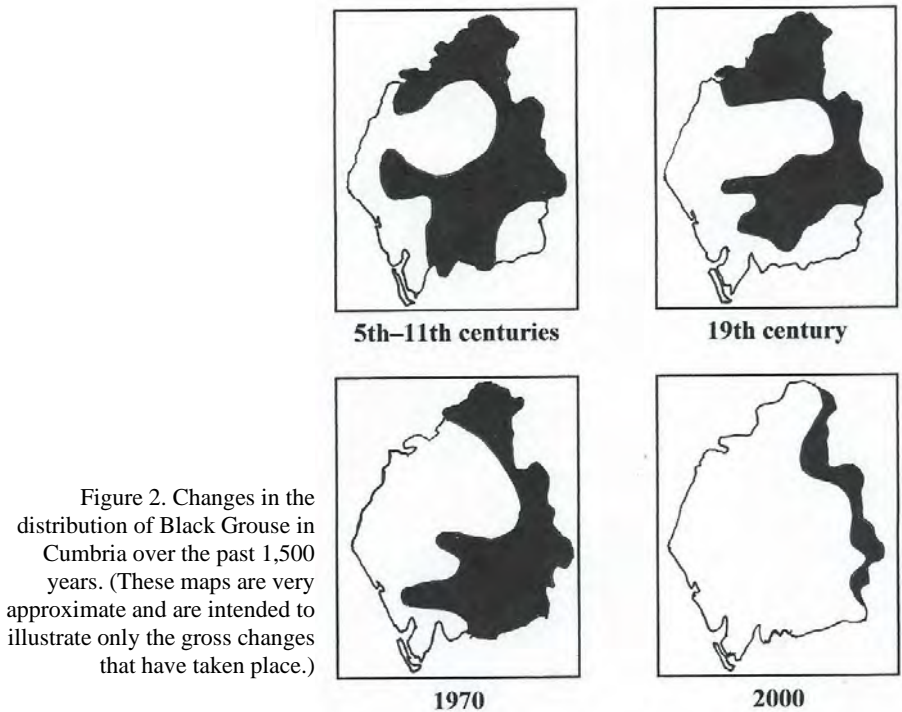 5th–11th centuries
19th century
Figure 2. Changes in the
distribution of Black Grouse in
Cumbria over the past 1,500
years. (These maps are very
approximate and are intended to
illustrate only the gross changes
that have taken place.)
1970
2000